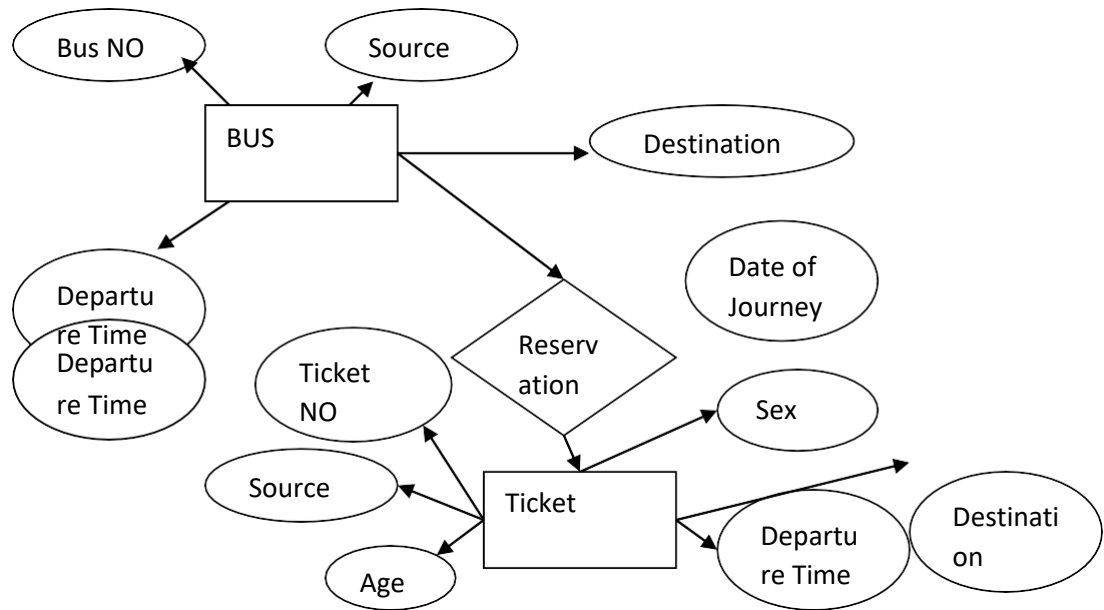 Bus NO
Source
BUS
Destination
Departu
re Time
Departu
re Time
Date of
Journey
Reserv
ation
Ticket
NO
Sex
Source
Ticket
Departu
re Time
Destinati
on
Age